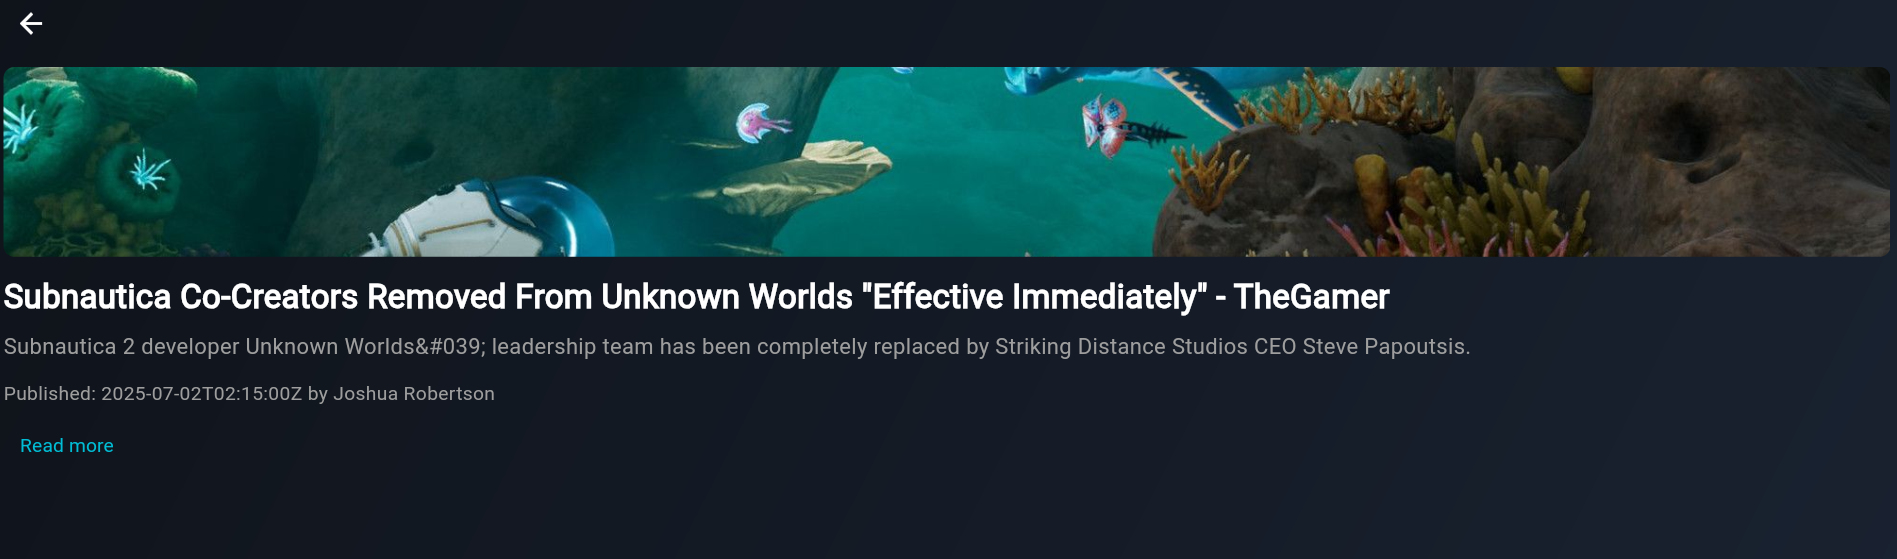 Subnautica Co-Creators Removed From Unknown Worlds "Effective Immediately" - TheGamer
Subnautica 2 developer Unknown Worlds&#039; leadership team has been completely replaced by Striking Distance Studios CEO Steve Papoutsis.
Published: 2025-07-02T02:15:00Z by Joshua Robertson
Read more